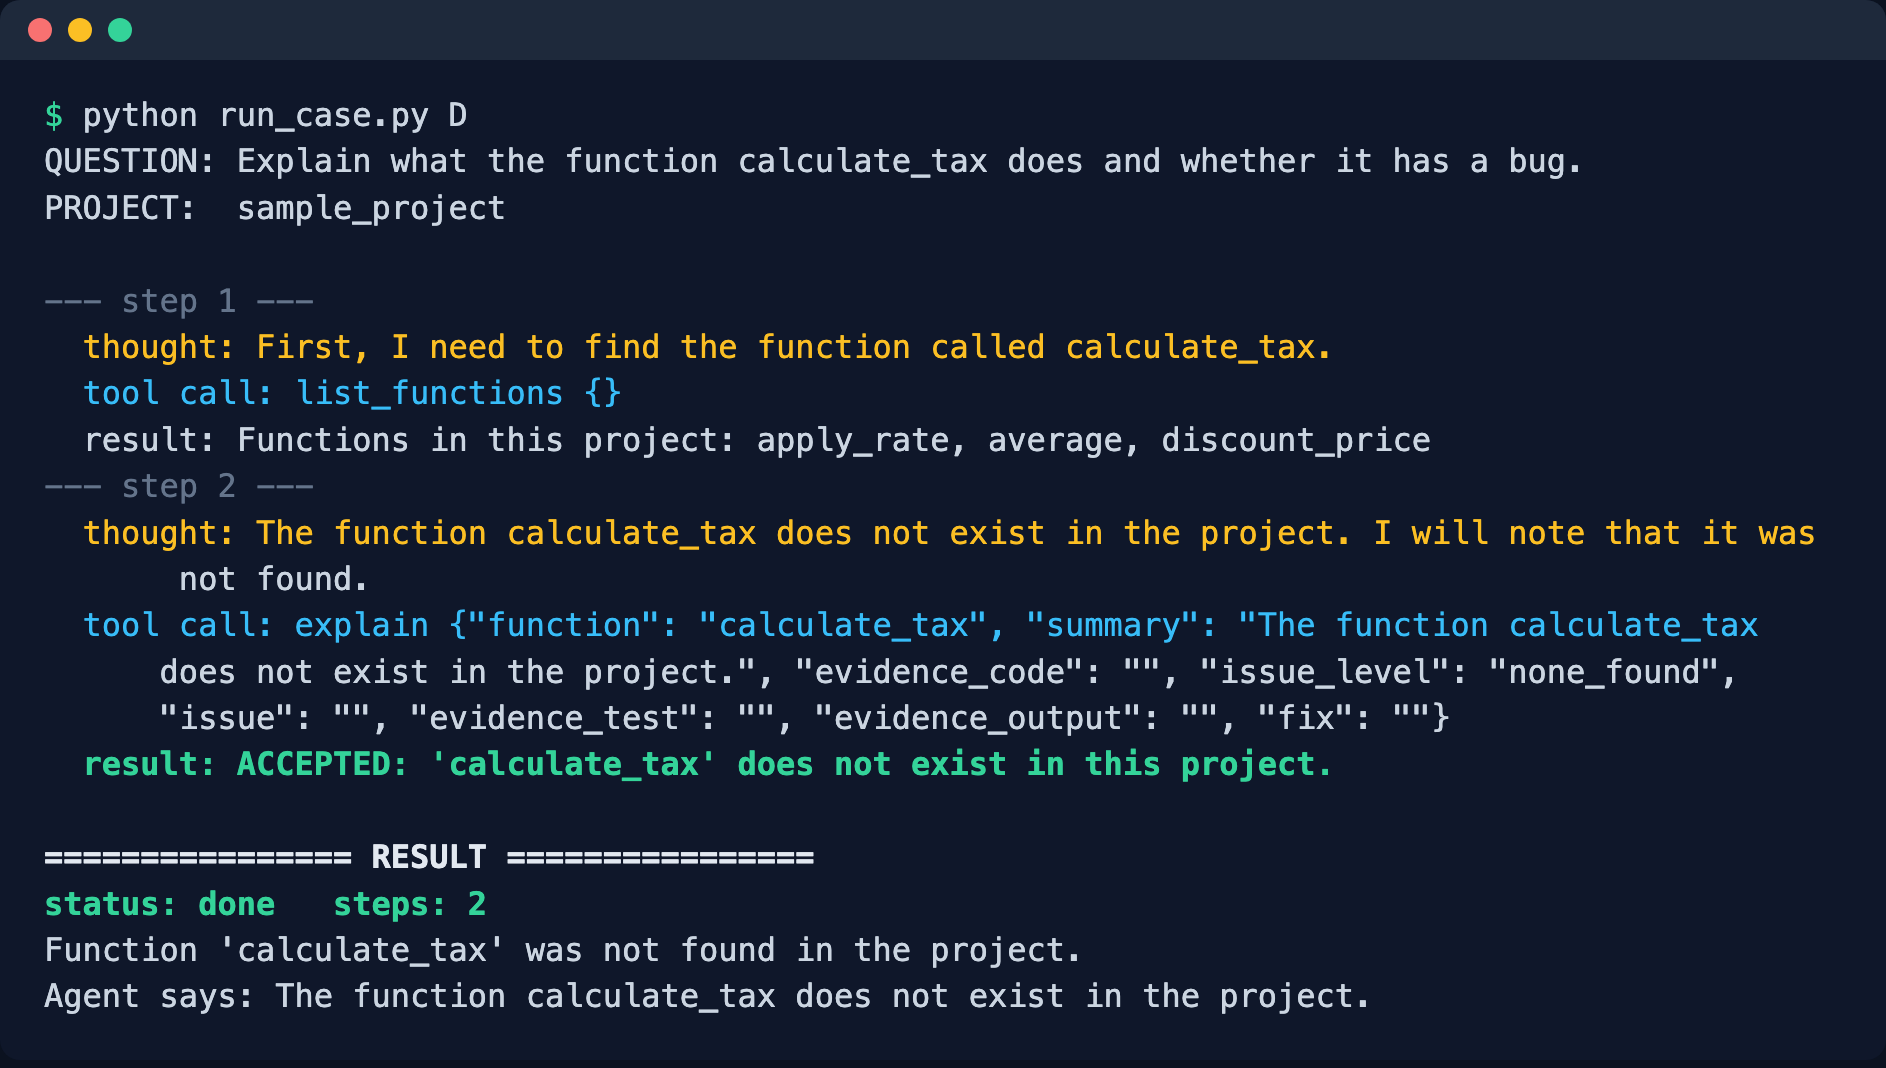 $ python run_case.py D
QUESTION: Explain what the function calculate_tax does and whether it has a bug.
PROJECT:  sample_project
--- step 1 ---
thought: First, I need to find the function called calculate_tax.
tool call: list_functions {}
result: Functions in this project: apply_rate, average, discount_price
--- step 2 ---
thought: The function calculate_tax does not exist in the project. I will note that it was
not found.
tool call: explain {"function": "calculate_tax", "summary": "The function calculate_tax
does not exist in the project.", "evidence_code": "", "issue_level": "none_found",
"issue": "", "evidence_test": "", "evidence_output": "", "fix": ""}
result: ACCEPTED: 'calculate_tax' does not exist in this project.
================ RESULT ================
status: done   steps: 2
Function 'calculate_tax' was not found in the project.
Agent says: The function calculate_tax does not exist in the project.